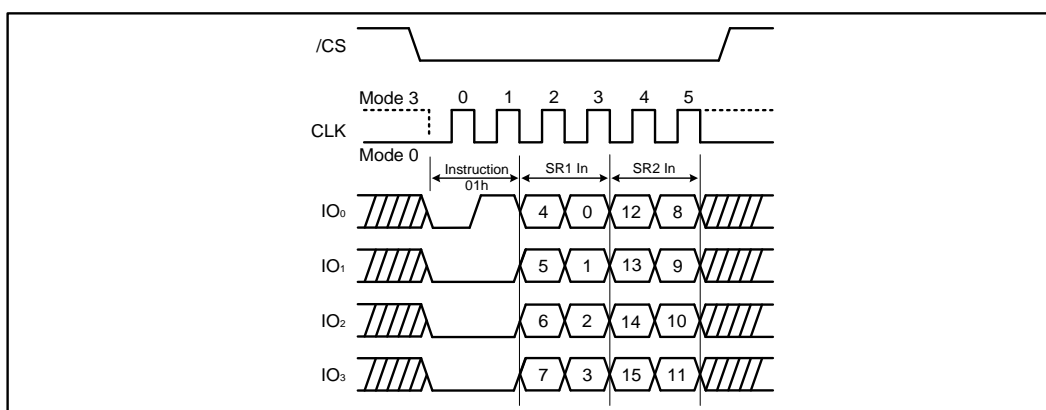 /CS
Mode 3 0 1 2 3 4 5
CLK
Mode 0
Instruction SR1 In SR2 In
01h
IO0 4 0 12 8
IO1 5 1 13 9
IO2 6 2 14 10
IO3 7 3 15 11